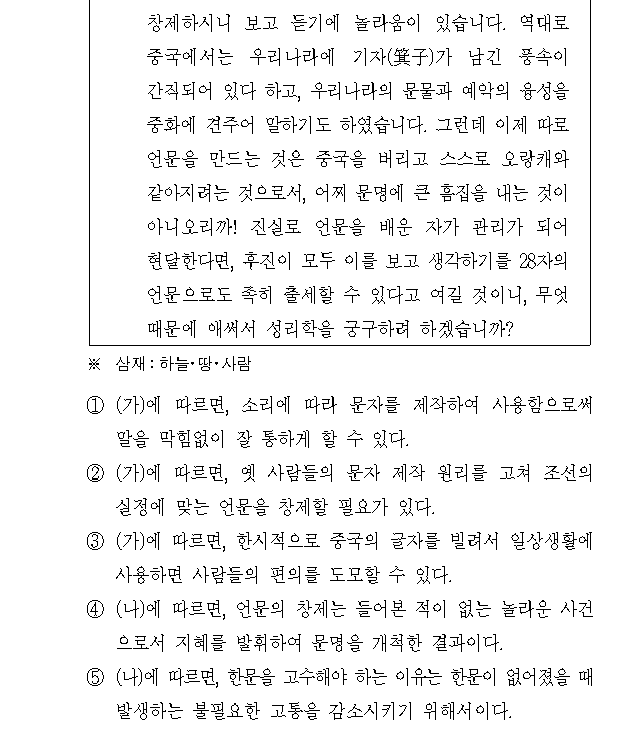 창제하시니 보고 듣기에 놀라움이 있습니다. 역대로
중국에서는 우리나라에 기자(箕子)가 남긴 풍속이
간직되어 있다 하고, 우리나라의 문물과 예악의 융성을
중화에 견주어 말하기도 하였습니다. 그런데 이제 따로
언문을 만드는 것은 중국을 버리고 스스로 오랑캐와
같아지려는 것으로서, 어찌 문명에 큰 흠집을 내는 것이
아니오리까! 진실로 언문을 배운 자가 관리가 되어
현달한다면, 후진이 모두 이를 보고 생각하기를 28자의
언문으로도 족히 출세할 수 있다고 여길 것이니, 무엇
때문에 애써서 성리학을 궁구하려 하겠습니까?
※ 삼재 : 하늘·땅·사람
① (가)에 따르면, 소리에 따라 문자를 제작하여 사용함으로써
말을 막힘없이 잘 통하게 할 수 있다.
② (가)에 따르면, 옛 사람들의 문자 제작 원리를 고쳐 조선의
실정에 맞는 언문을 창제할 필요가 있다.
③ (가)에 따르면, 한시적으로 중국의 글자를 빌려서 일상생활에
사용하면 사람들의 편의를 도모할 수 있다.
④ (나)에 따르면, 언문의 창제는 들어본 적이 없는 놀라운 사건
으로서 지혜를 발휘하여 문명을 개척한 결과이다.
⑤ (나)에 따르면, 한문을 고수해야 하는 이유는 한문이 없어졌을 때
발생하는 불필요한 고통을 감소시키기 위해서이다.